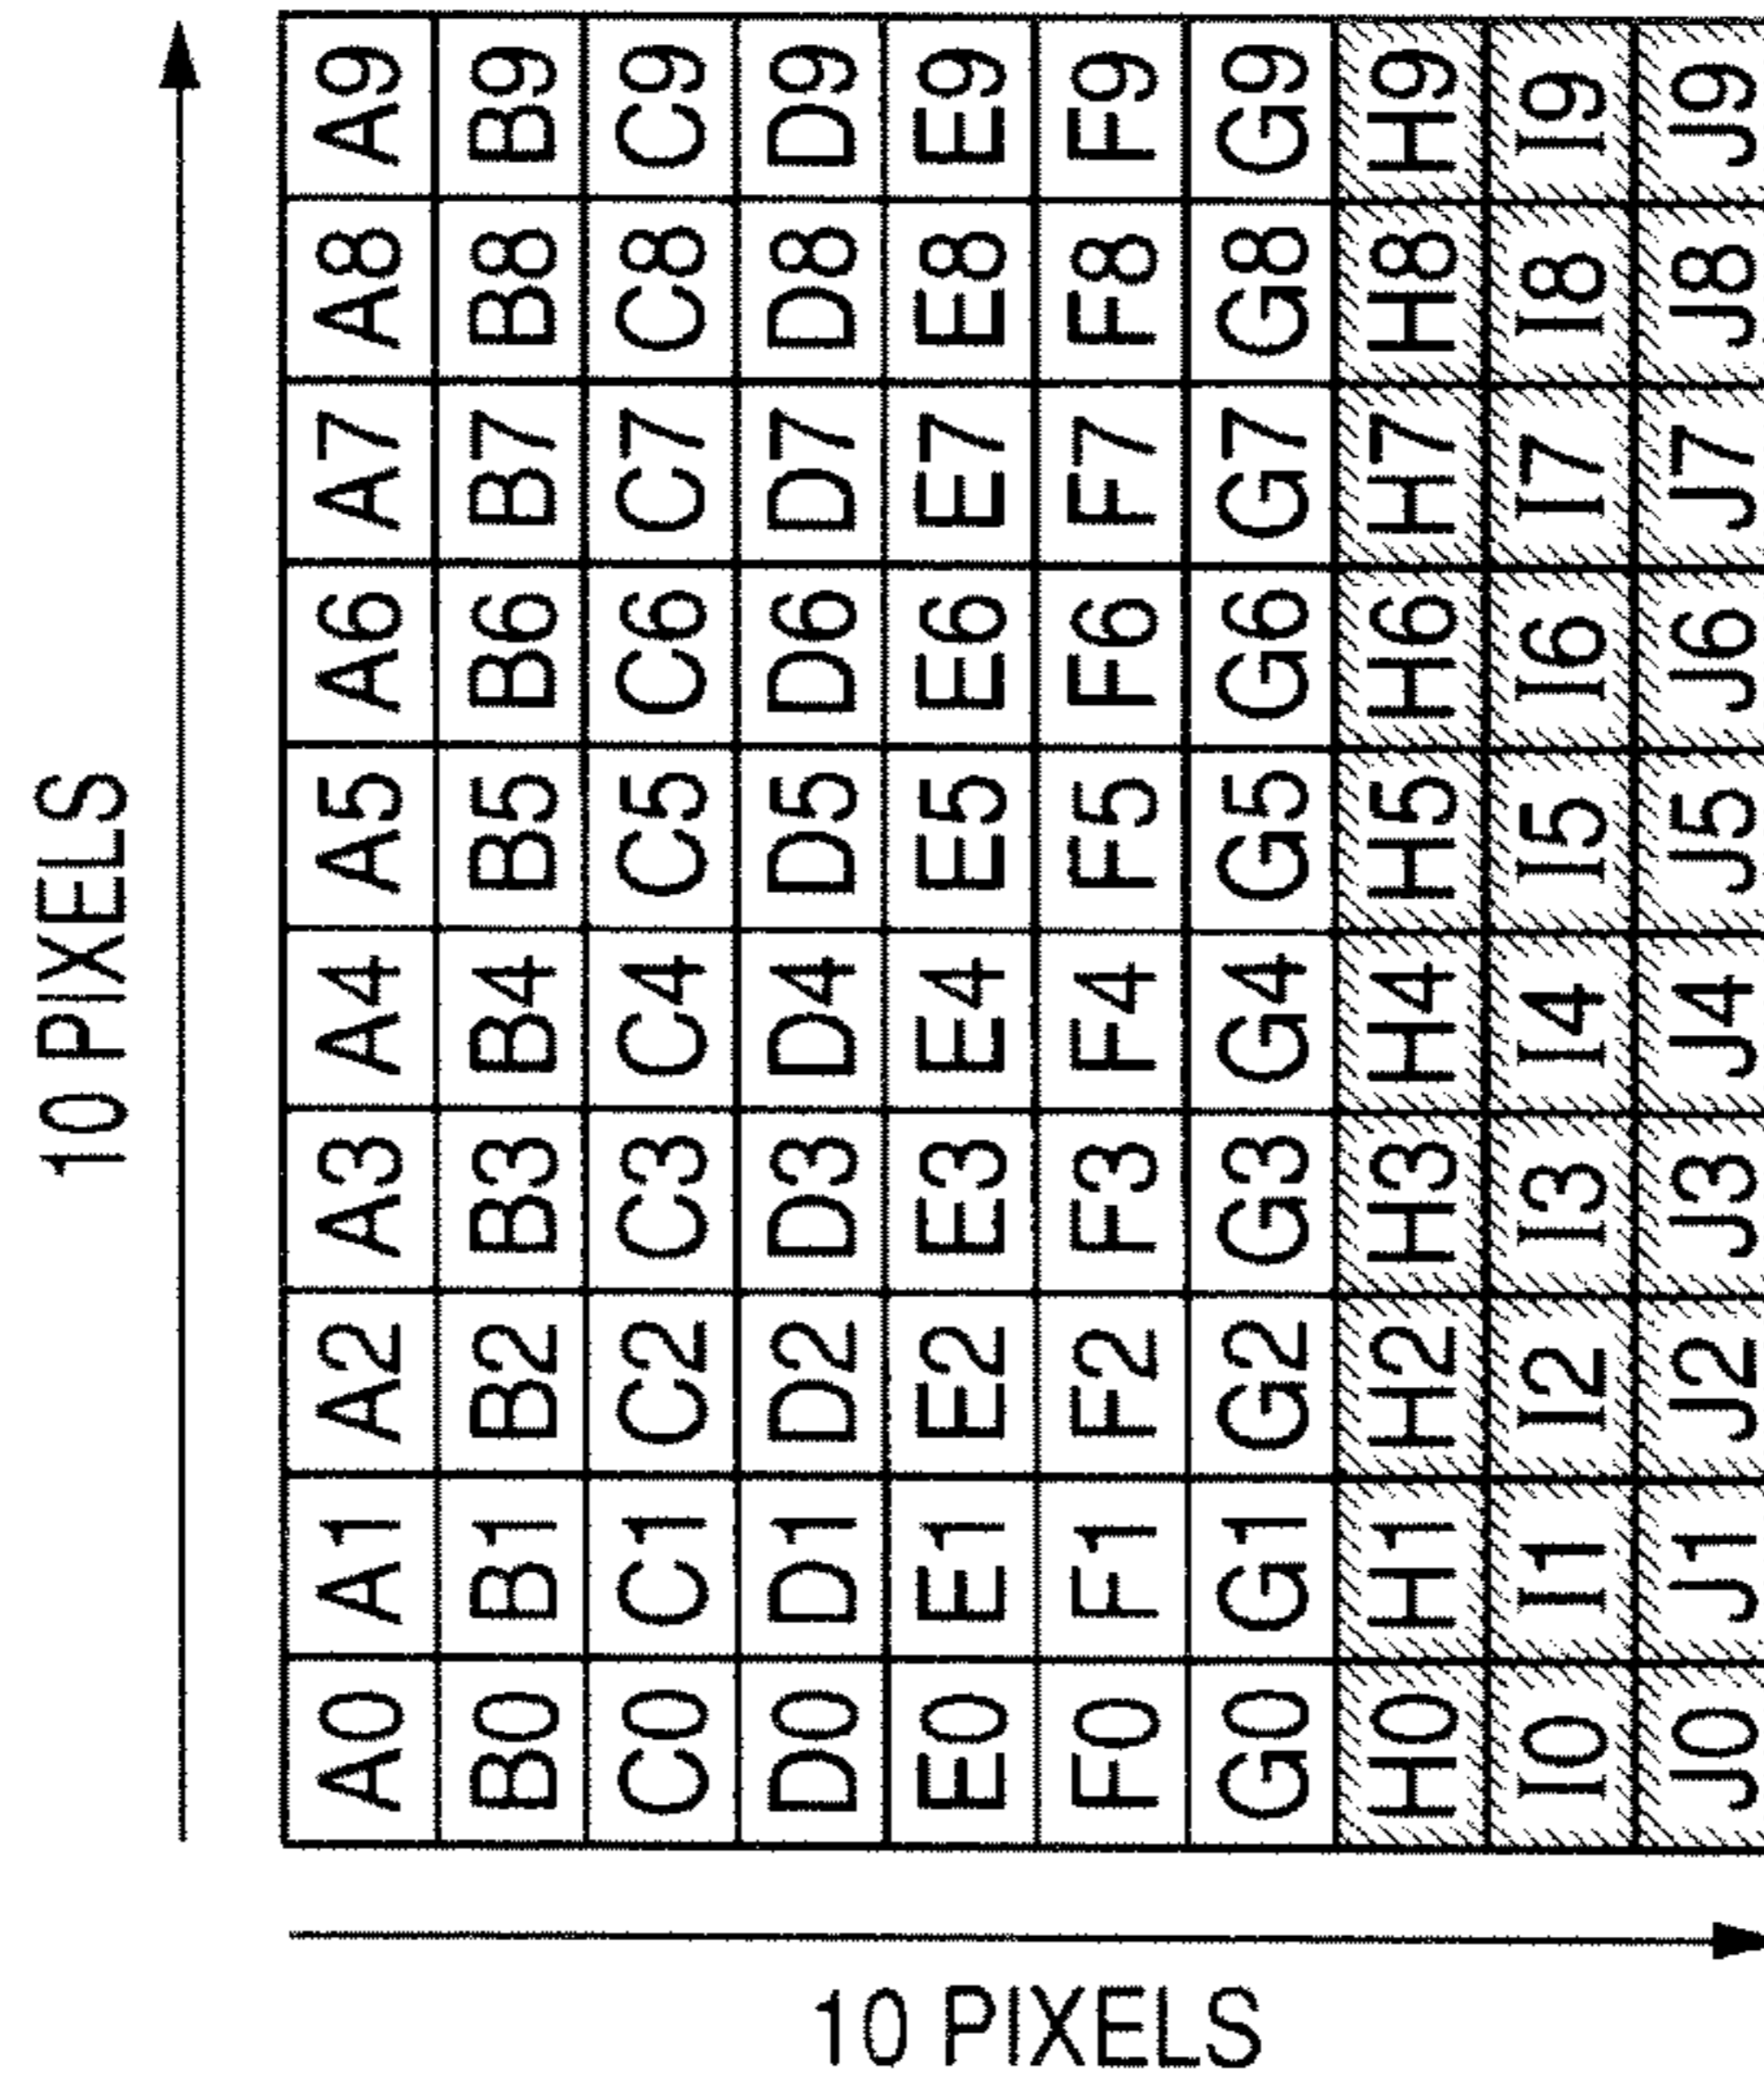 10 PIXELS
A0 A1 A2 A3 A4 A5 A6 A7 A8 A9
B0 B1 B2 B3 B4 B5 B6 B7 B8 B9
C0 C1 C2 C3 C4 C5 C6 C7 C8 C9
D0 D1 D2 D3 D4 D5 D6 D7 D8 D9
E0 E1 E2 E3 E4 E5 E6 E7 E8 E9
F0 F1 F2 F3 F4 F5 F6 F7 F8 F9
G0 G1 G2 G3 G4 G5 G6 G7 G8 G9
H0 H1 H2 H3 H4 H5 H6 H7 H8 H9
I0 I1 I2 I3 I4 I5 I6 I7 I8 I9
J0 J1 J2 J3 J4 J5 J6 J7 J8 J9
10 PIXELS